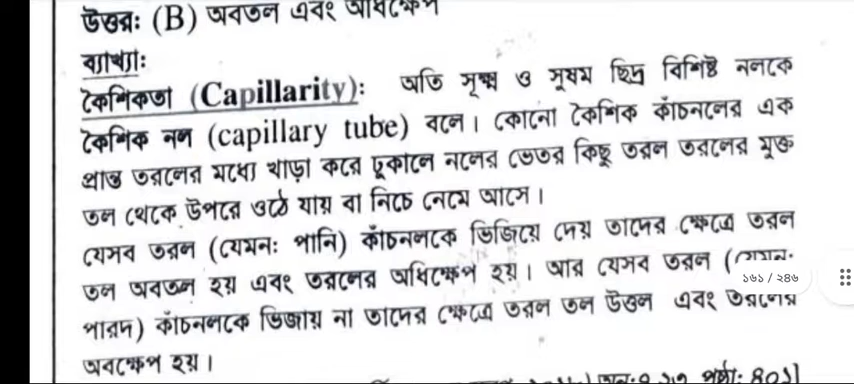 উত্তর: (B) অবতল এবং অধিক্ষেপ
ব্যাখ্যা:
কৈশিকতা (Capillarity): অতি সূক্ষ্ম ও সুষম ছিদ্র বিশিষ্ট নলকে
কৈশিক নল (capillary tube) বলে। কোনো কৈশিক কাঁচনলের এক
প্রান্ত তরলের মধ্যে খাড়া করে ঢুকালে নলের ভেতর কিছু তরল তরলের মুক্ত
তল থেকে উপরে ওঠে যায় বা নিচে নেমে আসে।
যেসব তরল (যেমন: পানি) কাঁচনলকে ভিজিয়ে দেয় তাদের ক্ষেত্রে তরল
তল অবতল হয় এবং তরলের অধিক্ষেপ হয়। আর যেসব তরল (যেমন:
১৬১ / ২৪৬
পারদ) কাঁচনলকে ভিজায় না তাদের ক্ষেত্রে তরল তল উত্তল এবং তরলের
অবক্ষেপ হয়।
পৃষ্ঠা: ৪০১]